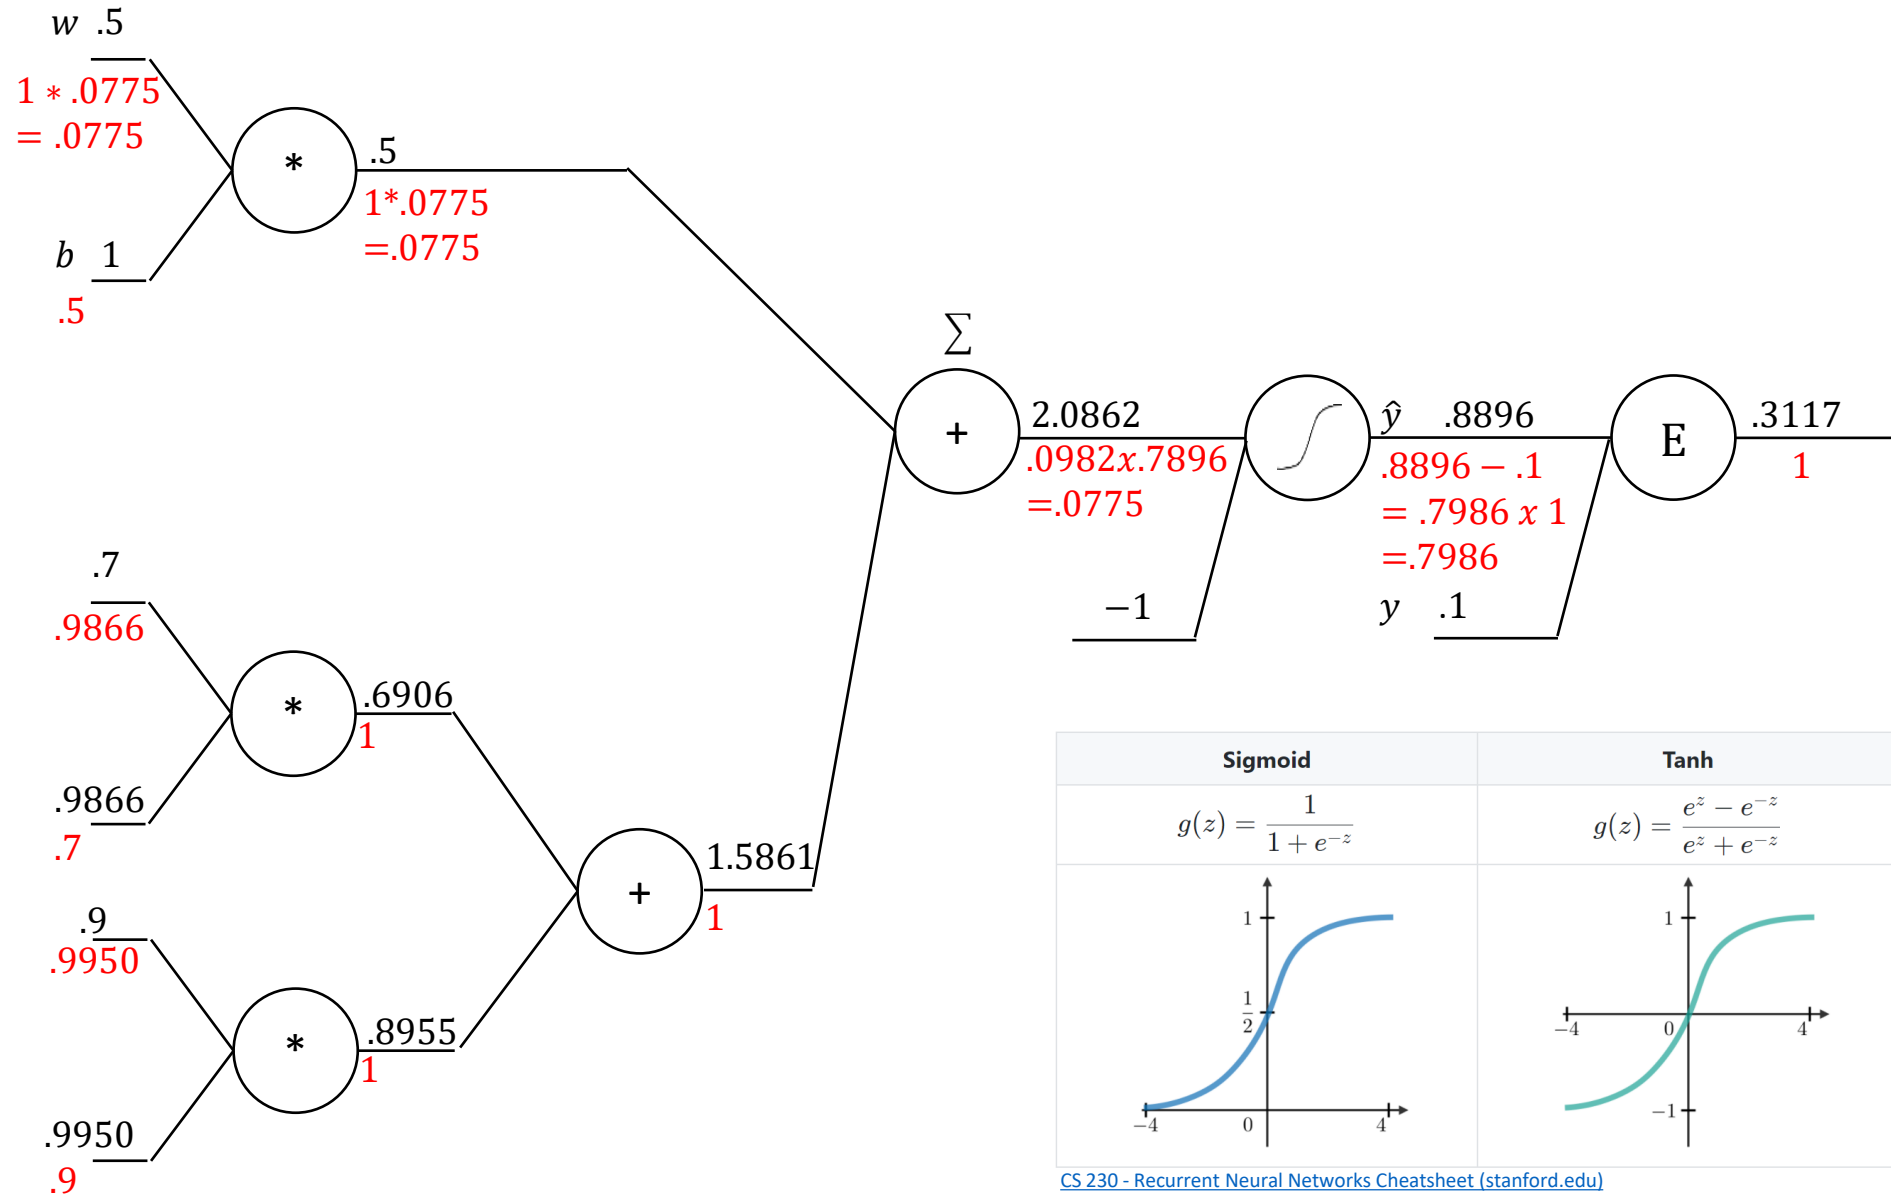 w .5
1 ∗ .0775
= .0775
*
.5
1*.0775
=.0775
b 1
.5
∑
+
2.0862
.0982x.7896
=.0775
−1
ŷ .8896
.8896 − .1
= .7986 x 1
=.7986
y .1
E
.3117
1
.7
.9866
*
.6906
1
.9866
.7
+
1.5861
1
.9
.9950
*
.8955
1
.9950
.9
Sigmoid
Tanh
g(z) = 1 / (1 + e^{−z})
g(z) = (e^z − e^{−z}) / (e^z + e^{−z})
1
1/2
−4
0
4
1
−4
0
4
−1
CS 230 - Recurrent Neural Networks Cheatsheet (stanford.edu)